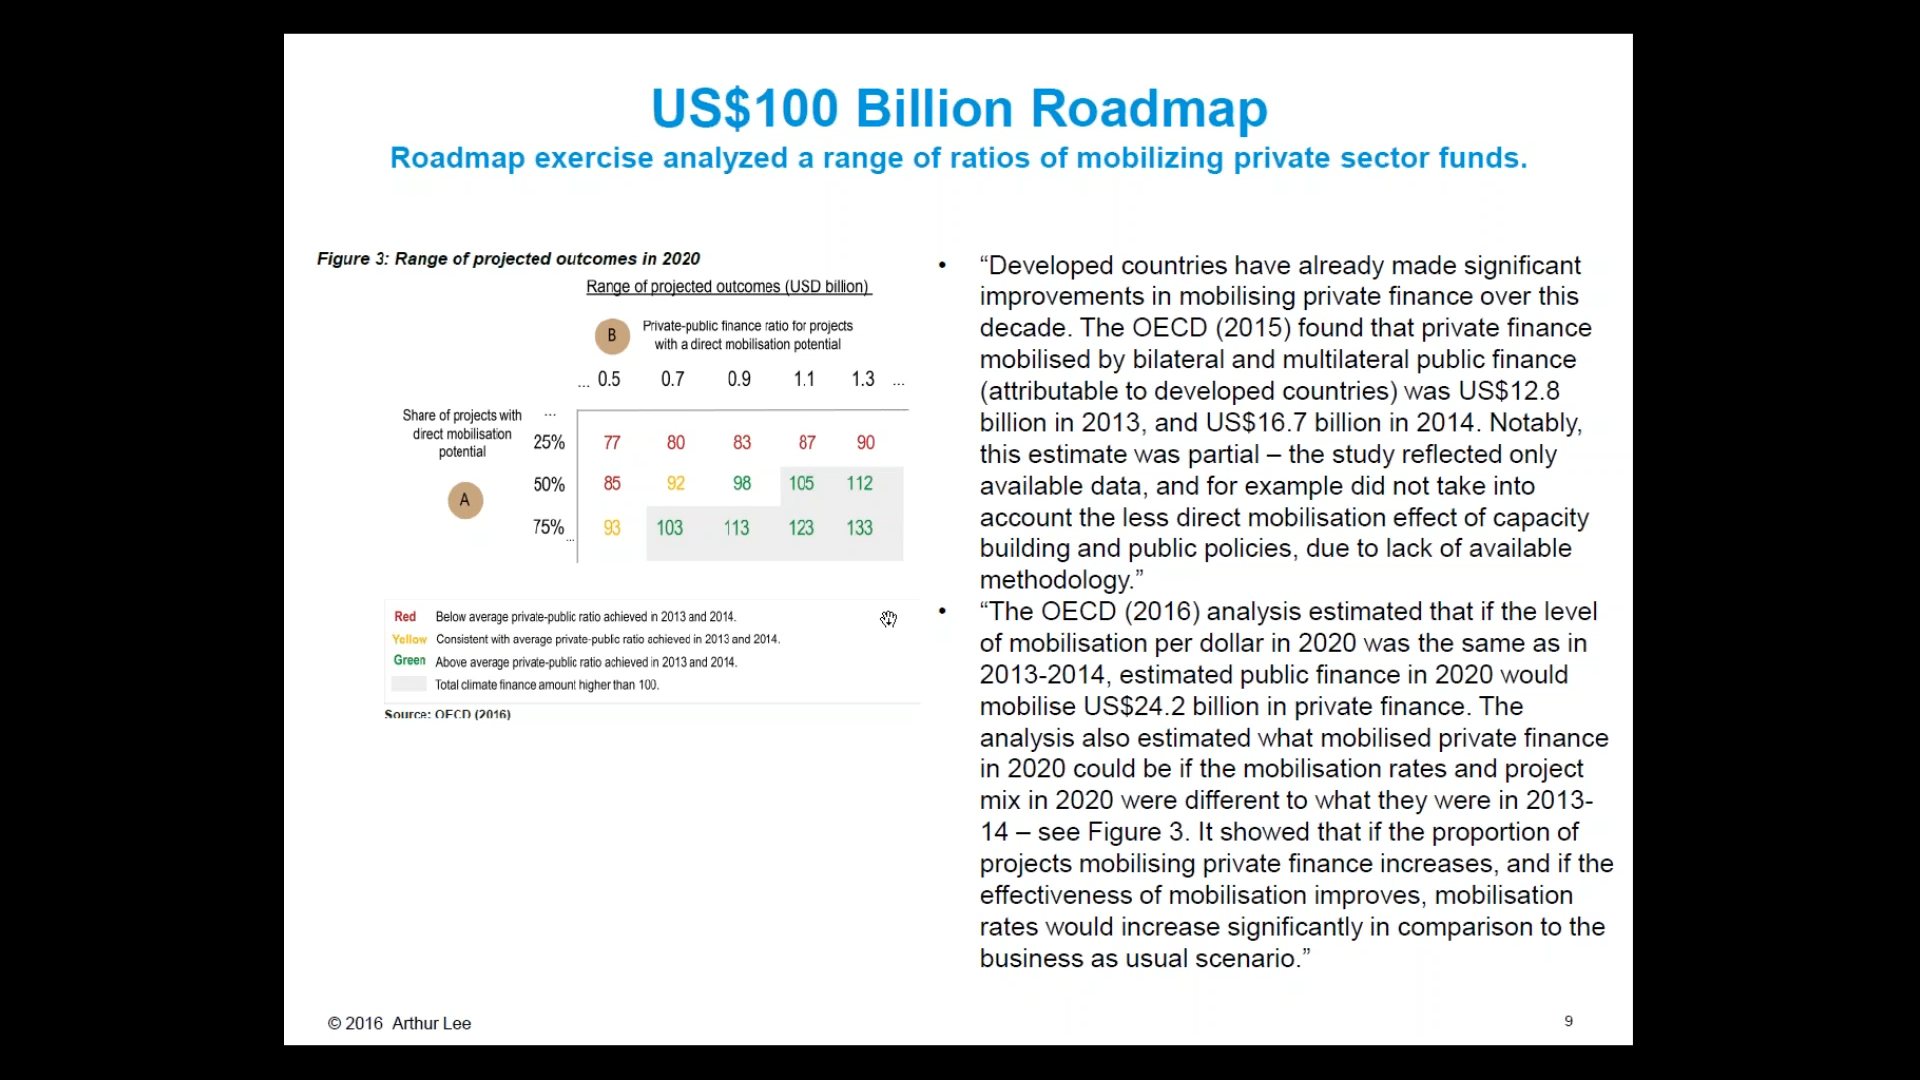 US$100 Billion Roadmap
Roadmap exercise analyzed a range of ratios of mobilizing private sector funds.
Figure 3: Range of projected outcomes in 2020
Range of projected outcomes (USD billion)
B
Private-public finance ratio for projects
with a direct mobilisation potential
... 0.5 0.7 0.9 1.1 1.3 ...
Share of projects with
direct mobilisation
potential
A
...
25% 77 80 83 87 90
50% 85 92 98 105 112
75% 93 103 113 123 133
...
Red Below average private-public ratio achieved in 2013 and 2014.
Yellow Consistent with average private-public ratio achieved in 2013 and 2014.
Green Above average private-public ratio achieved in 2013 and 2014.
Total climate finance amount higher than 100.
Source: OECD (2016)
• “Developed countries have already made significant
improvements in mobilising private finance over this
decade. The OECD (2015) found that private finance
mobilised by bilateral and multilateral public finance
(attributable to developed countries) was US$12.8
billion in 2013, and US$16.7 billion in 2014. Notably,
this estimate was partial – the study reflected only
available data, and for example did not take into
account the less direct mobilisation effect of capacity
building and public policies, due to lack of available
methodology.”
• “The OECD (2016) analysis estimated that if the level
of mobilisation per dollar in 2020 was the same as in
2013-2014, estimated public finance in 2020 would
mobilise US$24.2 billion in private finance. The
analysis also estimated what mobilised private finance
in 2020 could be if the mobilisation rates and project
mix in 2020 were different to what they were in 2013-
14 – see Figure 3. It showed that if the proportion of
projects mobilising private finance increases, and if the
effectiveness of mobilisation improves, mobilisation
rates would increase significantly in comparison to the
business as usual scenario.”
© 2016 Arthur Lee
9